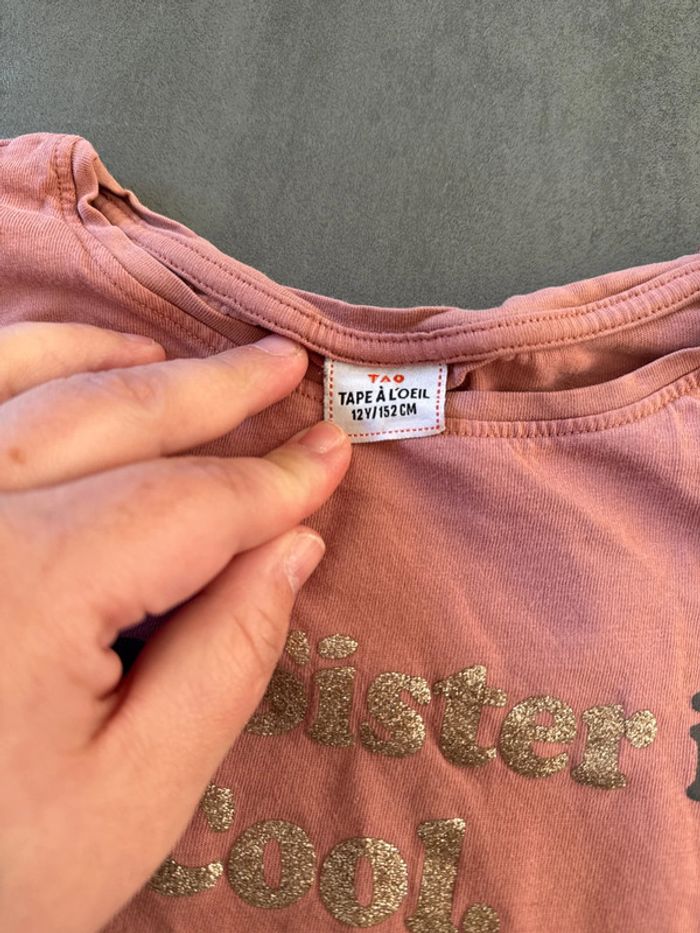 TAO
TAPE À L'OEIL
12Y/152 CM
Sister
Cool.